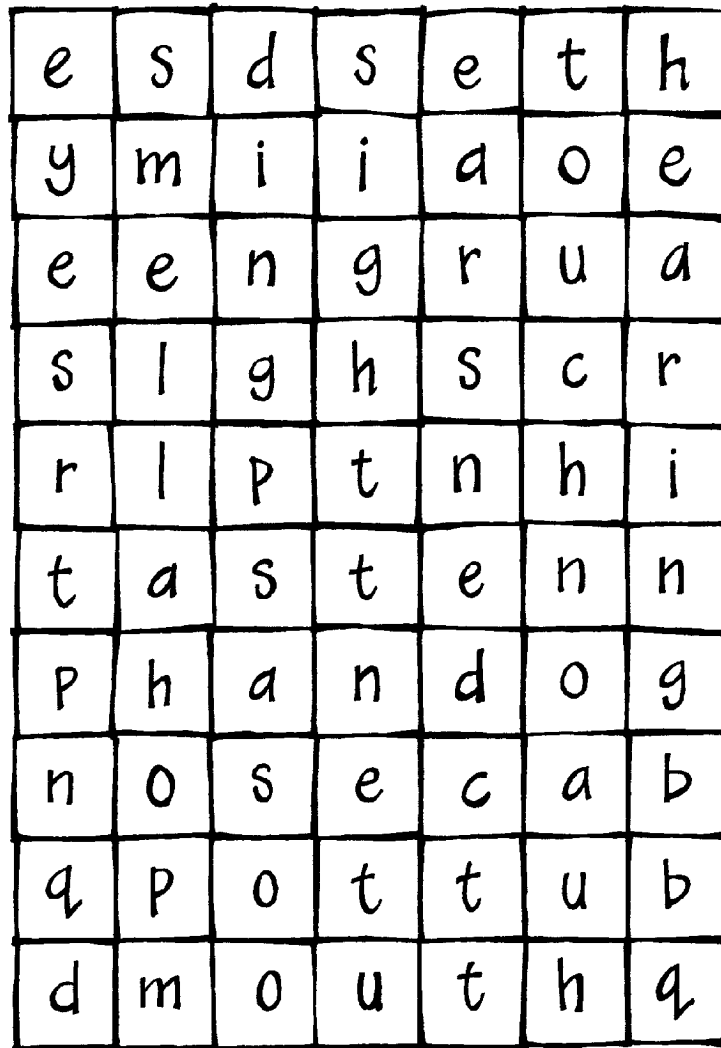 e s d s e t h
y m i i a o e
e e n g r u a
s l g h s c r
r l p t n h i
t a s t e n n
p h a n d o g
n o s e c a b
q p o t t u b
d m o u t h q